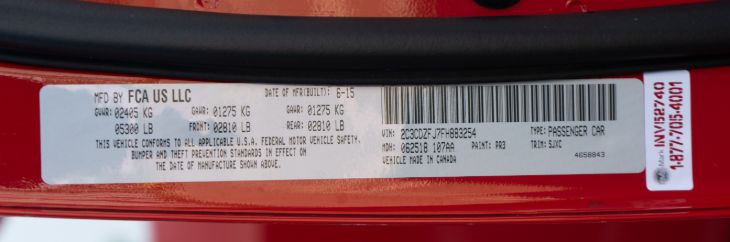 MFD BY FCA US LLC DATE OF MFR(BUILT): 6-15
GVWR: 02405 KG GAWR: 01275 KG GAWR: 01275 KG
05300 LB FRONT: 02810 LB REAR: 02810 LB
THIS VEHICLE CONFORMS TO ALL APPLICABLE U.S.A. FEDERAL MOTOR VEHICLE SAFETY,
BUMPER AND THEFT PREVENTION STANDARDS IN EFFECT ON
THE DATE OF MANUFACTURE SHOWN ABOVE.
VIN: 2C3CDZFJ7FH883254 TYPE: PASSENGER CAR
MDH: 06251B 107AA PAINT: PR3 TRIM: SJXC
VEHICLE MADE IN CANADA 4658843
INV52740
1-877-705-4001